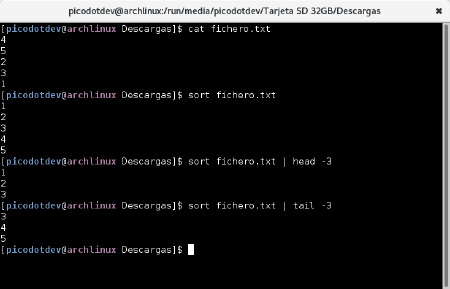 picodotdev@archlinux:/run/media/picodotdev/Tarjeta SD 32GB/Descargas
[picodotdev@archlinux Descargas]$ cat fichero.txt
4
5
2
3
1
[picodotdev@archlinux Descargas]$ sort fichero.txt
1
2
3
4
5
[picodotdev@archlinux Descargas]$ sort fichero.txt | head -3
1
2
3
[picodotdev@archlinux Descargas]$ sort fichero.txt | tail -3
3
4
5
[picodotdev@archlinux Descargas]$